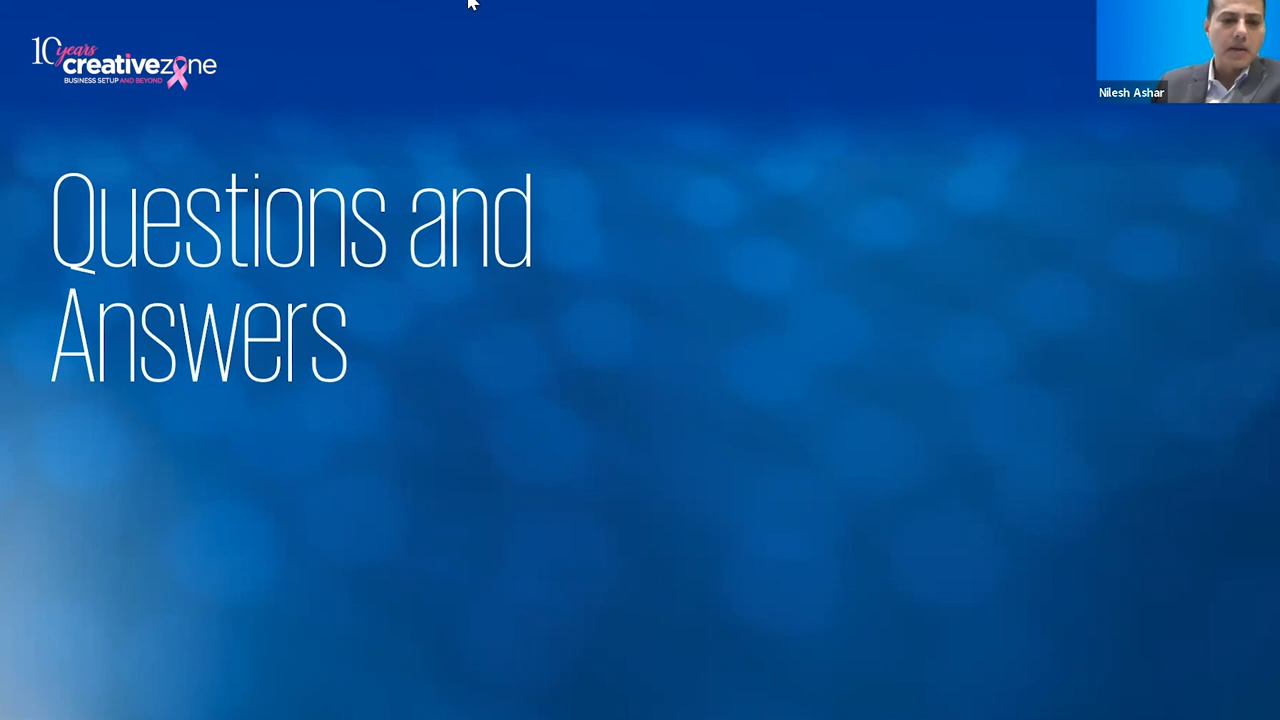 10 years
creativezone
BUSINESS SETUP AND BEYOND
Nilesh Ashar
Questions and
Answers